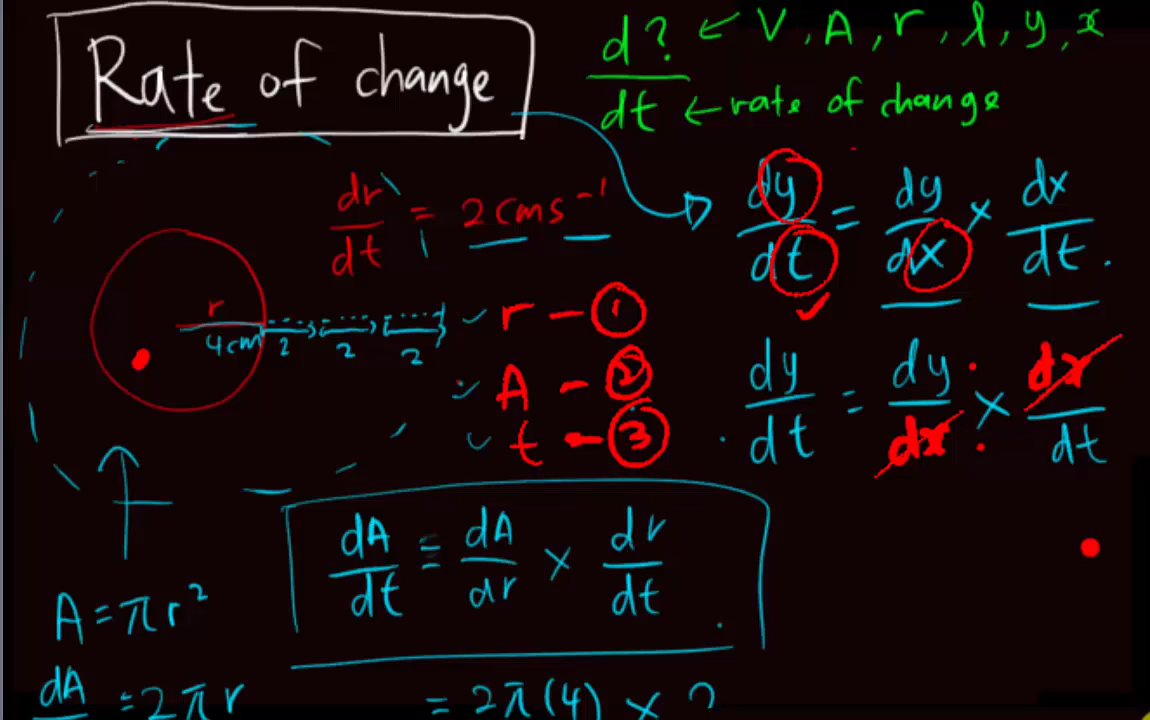 Rate of change
d? ← V, A, r, l, y, x
dt ← rate of change
dr/dt = 2 cms⁻¹
dy/dt = dy/dx × dx/dt.
r
4cm 2 2 2
r - ①
A - ②
t - ③
dy/dt = dy/dx × dx/dt
dA/dt = dA/dr × dr/dt
A = πr²
dA = 2πr
= 2π(4) ×